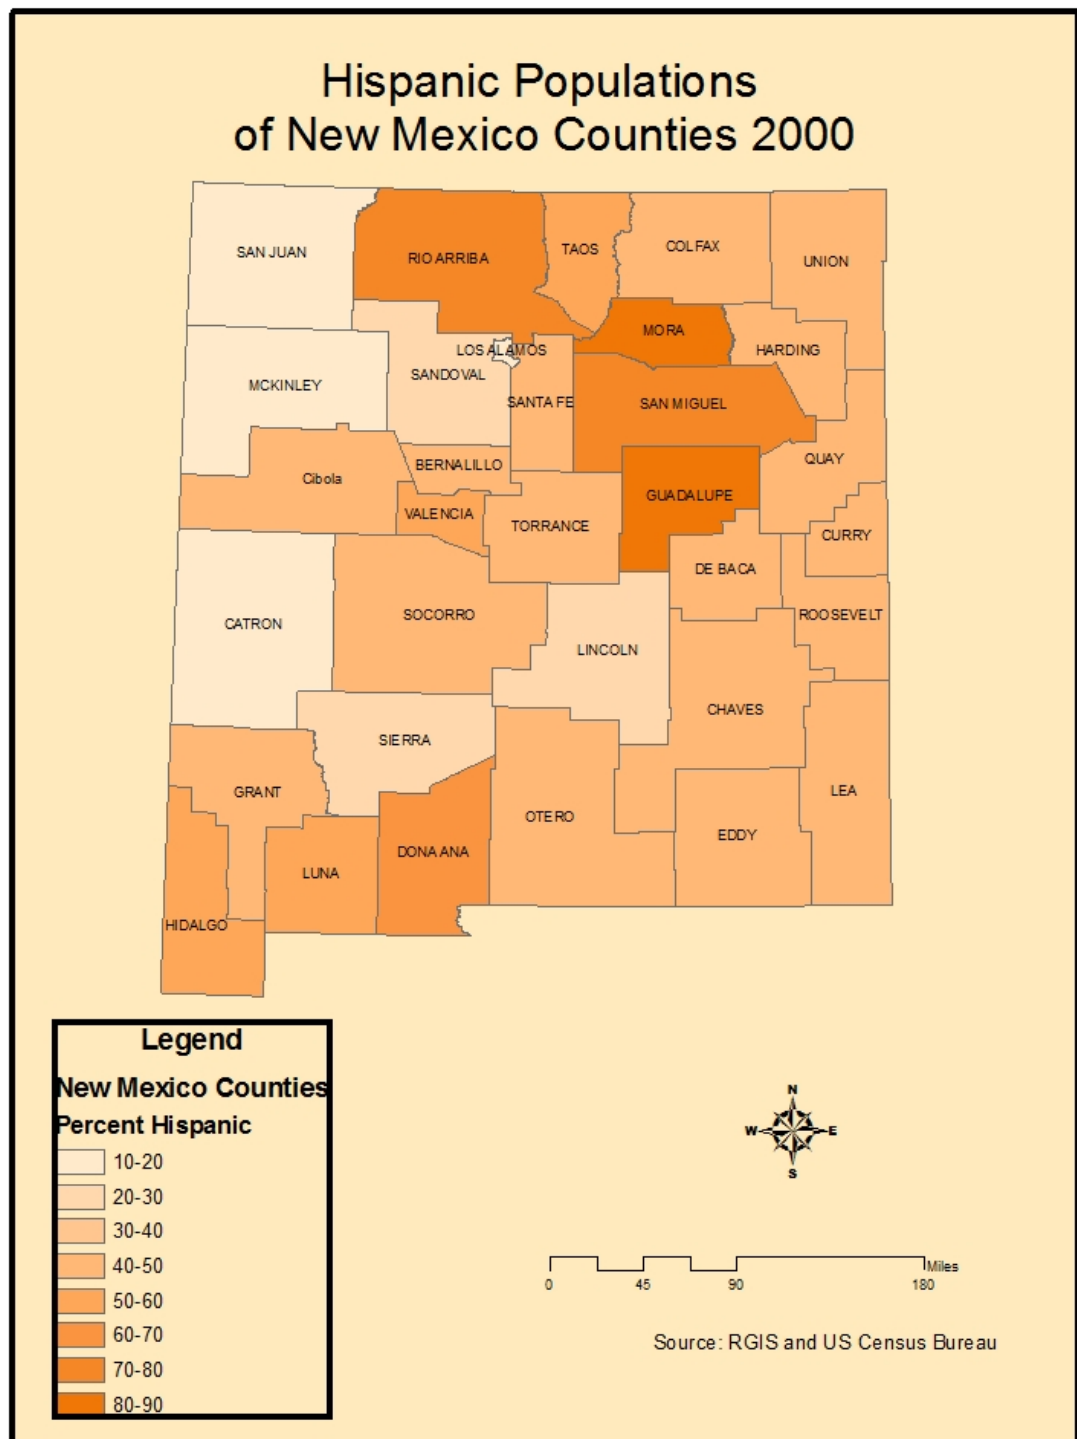 Hispanic Populations
of New Mexico Counties 2000
SAN JUAN
RIO ARRIBA
TAOS
COLFAX
UNION
MORA
LOS ALAMOS
HARDING
SANDOVAL
MCKINLEY
SANTA FE
SAN MIGUEL
BERNALILLO
QUAY
Cibola
GUADALUPE
VALENCIA
TORRANCE
CURRY
DE BACA
CATRON
SOCORRO
ROOSEVELT
LINCOLN
CHAVES
SIERRA
GRANT
LEA
OTERO
EDDY
DONA ANA
LUNA
HIDALGO
Legend
New Mexico Counties
Percent Hispanic
10-20
20-30
30-40
40-50
50-60
60-70
70-80
80-90
N
W E
S
Miles
0 45 90 180
Source: RGIS and US Census Bureau